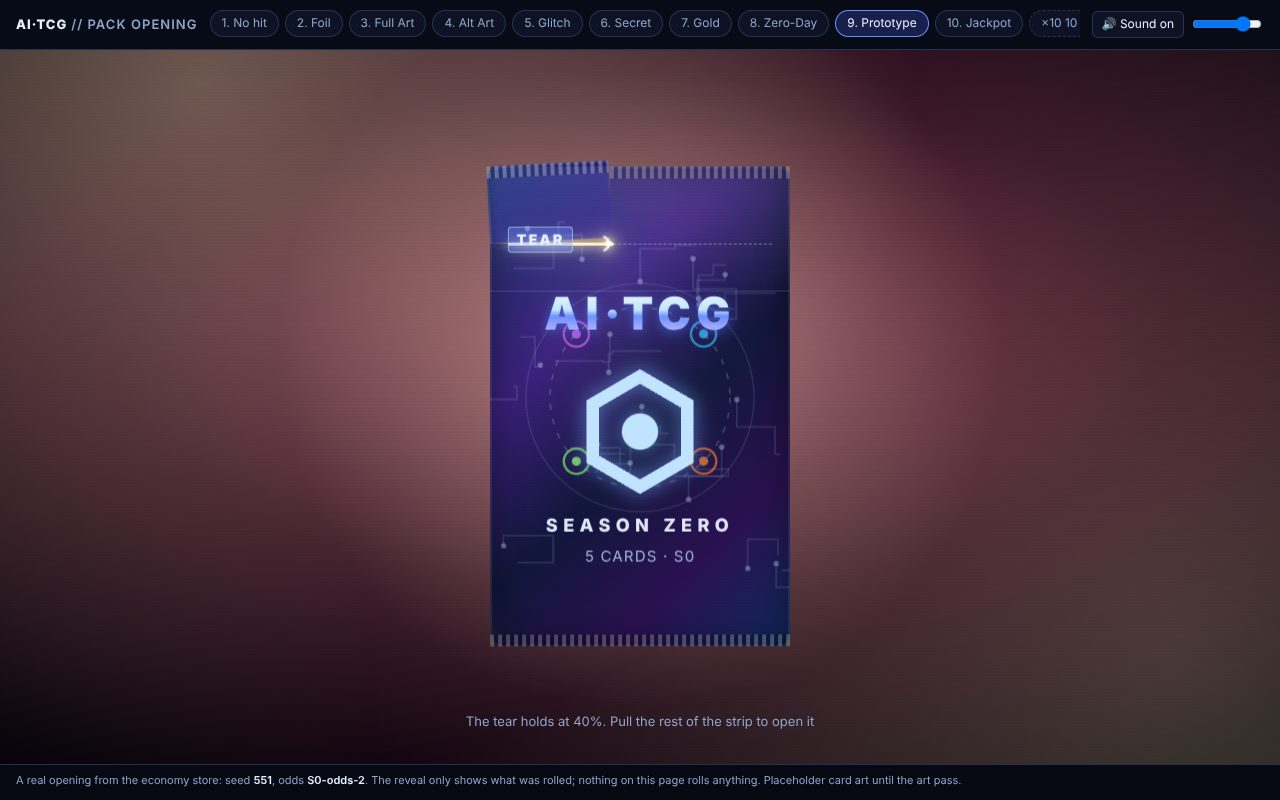 AI·TCG // PACK OPENING
1. No hit
2. Foil
3. Full Art
4. Alt Art
5. Glitch
6. Secret
7. Gold
8. Zero-Day
9. Prototype
10. Jackpot
×10 10
🔊 Sound on
TEAR
AI·TCG
SEASON ZERO
5 CARDS · S0
The tear holds at 40%. Pull the rest of the strip to open it
A real opening from the economy store: seed 551, odds S0-odds-2. The reveal only shows what was rolled; nothing on this page rolls anything. Placeholder card art until the art pass.